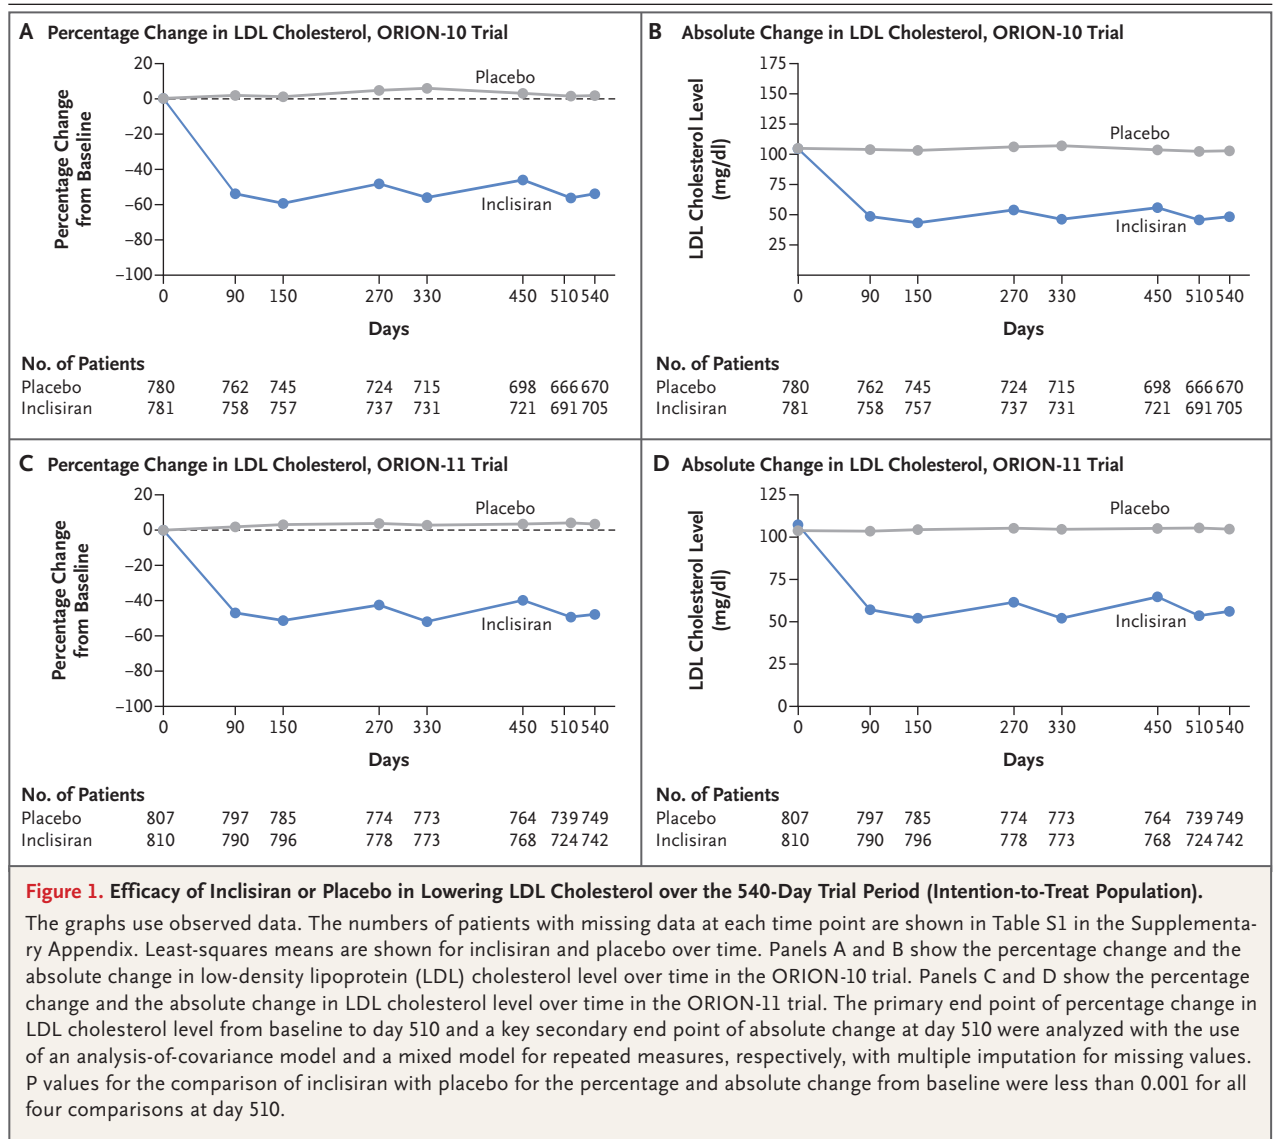 A Percentage Change in LDL Cholesterol, ORION-10 Trial
Percentage Change
from Baseline
20
0
−20
−40
−60
−80
−100
Placebo
Inclisiran
0 90 150 270 330 450 510 540
Days
No. of Patients
Placebo 780 762 745 724 715 698 666 670
Inclisiran 781 758 757 737 731 721 691 705
B Absolute Change in LDL Cholesterol, ORION-10 Trial
LDL Cholesterol Level
(mg/dl)
175
150
125
100
75
50
25
Placebo
Inclisiran
0 90 150 270 330 450 510 540
Days
No. of Patients
Placebo 780 762 745 724 715 698 666 670
Inclisiran 781 758 757 737 731 721 691 705
C Percentage Change in LDL Cholesterol, ORION-11 Trial
Percentage Change
from Baseline
20
0
−20
−40
−60
−80
−100
Placebo
Inclisiran
0 90 150 270 330 450 510 540
Days
No. of Patients
Placebo 807 797 785 774 773 764 739 749
Inclisiran 810 790 796 778 773 768 724 742
D Absolute Change in LDL Cholesterol, ORION-11 Trial
LDL Cholesterol Level
(mg/dl)
125
100
75
50
25
0
Placebo
Inclisiran
0 90 150 270 330 450 510 540
Days
No. of Patients
Placebo 807 797 785 774 773 764 739 749
Inclisiran 810 790 796 778 773 768 724 742
Figure 1. Efficacy of Inclisiran or Placebo in Lowering LDL Cholesterol over the 540-Day Trial Period (Intention-to-Treat Population).
The graphs use observed data. The numbers of patients with missing data at each time point are shown in Table S1 in the Supplementa-
ry Appendix. Least-squares means are shown for inclisiran and placebo over time. Panels A and B show the percentage change and the
absolute change in low-density lipoprotein (LDL) cholesterol level over time in the ORION-10 trial. Panels C and D show the percentage
change and the absolute change in LDL cholesterol level over time in the ORION-11 trial. The primary end point of percentage change in
LDL cholesterol level from baseline to day 510 and a key secondary end point of absolute change at day 510 were analyzed with the use
of an analysis-of-covariance model and a mixed model for repeated measures, respectively, with multiple imputation for missing values.
P values for the comparison of inclisiran with placebo for the percentage and absolute change from baseline were less than 0.001 for all
four comparisons at day 510.